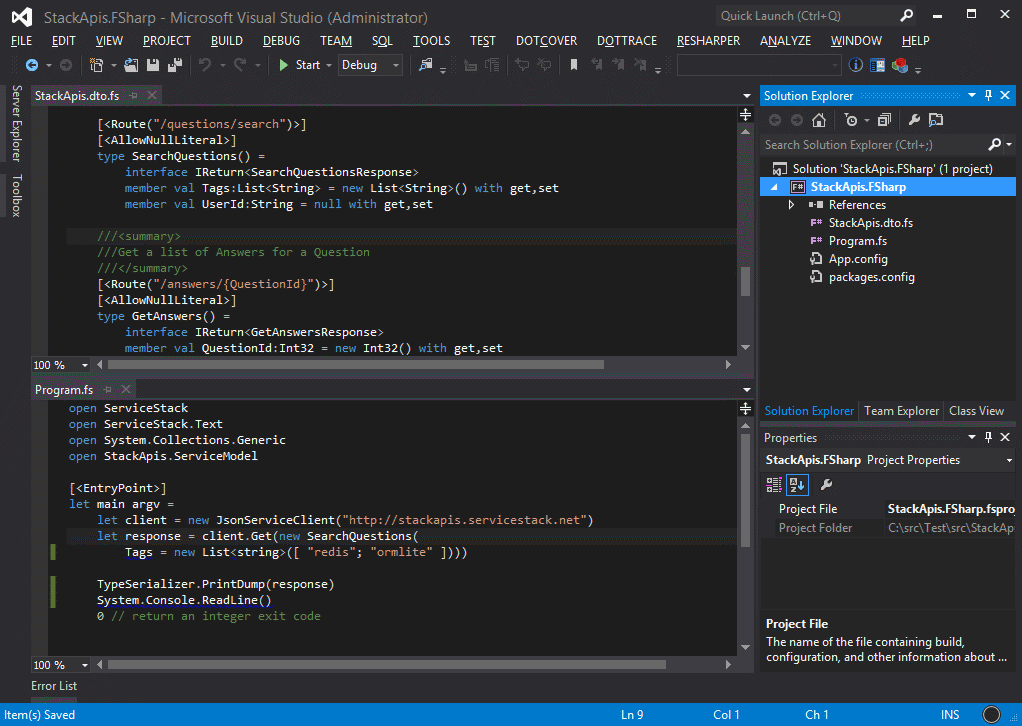 StackApis.FSharp - Microsoft Visual Studio (Administrator)
Quick Launch (Ctrl+Q)
FILE EDIT VIEW PROJECT BUILD DEBUG TEAM SQL TOOLS TEST DOTCOVER DOTTRACE RESHARPER ANALYZE WINDOW HELP
Start Debug
Server Explorer
Toolbox
StackApis.dto.fs
[<Route("/questions/search")>]
[<AllowNullLiteral>]
type SearchQuestions() =
interface IReturn<SearchQuestionsResponse>
member val Tags:List<String> = new List<String>() with get,set
member val UserId:String = null with get,set
///<summary>
///Get a list of Answers for a Question
///</summary>
[<Route("/answers/{QuestionId}")>]
[<AllowNullLiteral>]
type GetAnswers() =
interface IReturn<GetAnswersResponse>
member val QuestionId:Int32 = new Int32() with get,set
100 %
Program.fs
open ServiceStack
open ServiceStack.Text
open System.Collections.Generic
open StackApis.ServiceModel
[<EntryPoint>]
let main argv =
let client = new JsonServiceClient("http://stackapis.servicestack.net")
let response = client.Get(new SearchQuestions(
Tags = new List<string>([ "redis"; "ormlite" ])))
TypeSerializer.PrintDump(response)
System.Console.ReadLine()
0 // return an integer exit code
100 %
Error List
Solution Explorer
Search Solution Explorer (Ctrl+;)
Solution 'StackApis.FSharp' (1 project)
F# StackApis.FSharp
References
F# StackApis.dto.fs
F# Program.fs
App.config
packages.config
Solution Explorer Team Explorer Class View
Properties
StackApis.FSharp Project Properties
Project File StackApis.FSharp.fsproj
Project Folder C:\src\Test\src\StackAp
Project File
The name of the file containing build,
configuration, and other information about ...
Item(s) Saved Ln 9 Col 1 Ch 1 INS